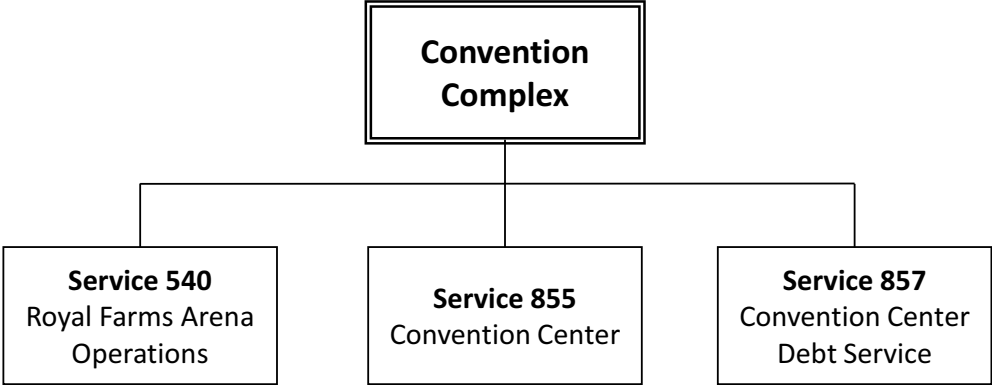 Convention
Complex
Service 540
Royal Farms Arena
Operations
Service 855
Convention Center
Service 857
Convention Center
Debt Service